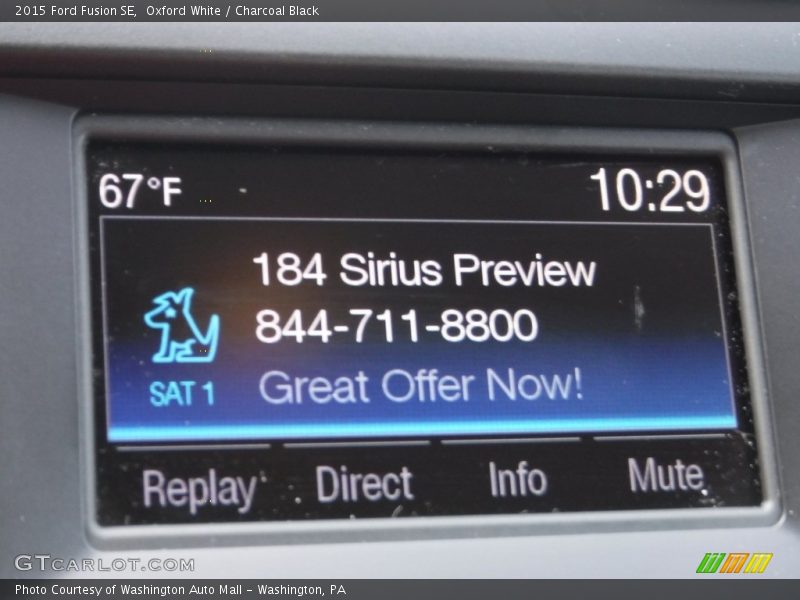 2015 Ford Fusion SE,  Oxford White / Charcoal Black
67°F
10:29
184 Sirius Preview
844-711-8800
SAT 1
Great Offer Now!
Replay Direct Info Mute
GTCARLOT.COM
Photo Courtesy of Washington Auto Mall - Washington, PA